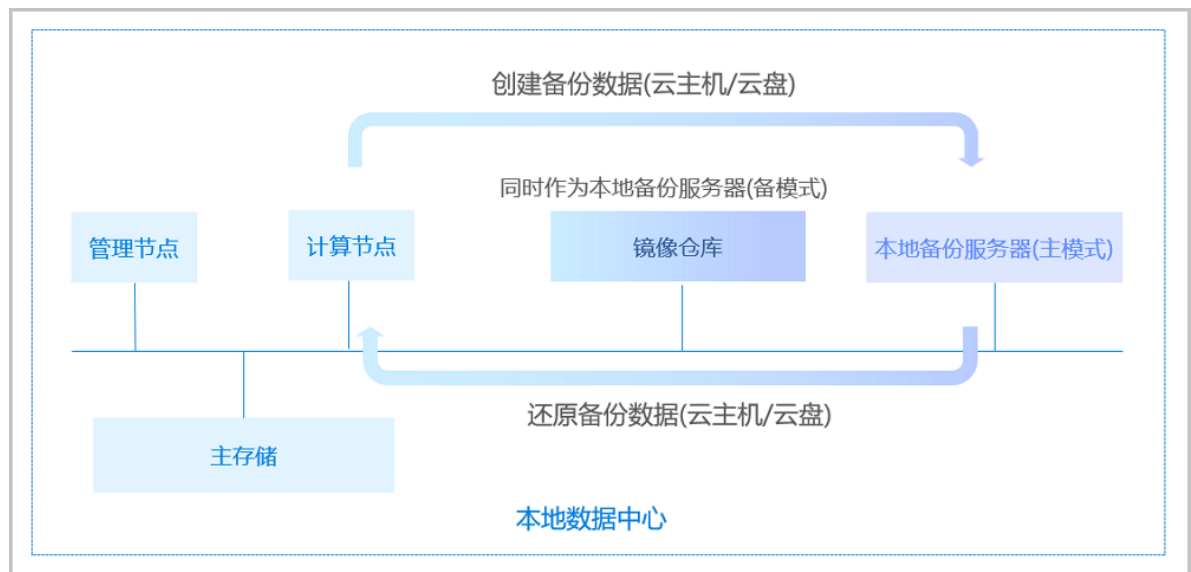 创建备份数据(云主机/云盘)
同时作为本地备份服务器(备模式)
管理节点
计算节点
镜像仓库
本地备份服务器(主模式)
还原备份数据(云主机/云盘)
主存储
本地数据中心